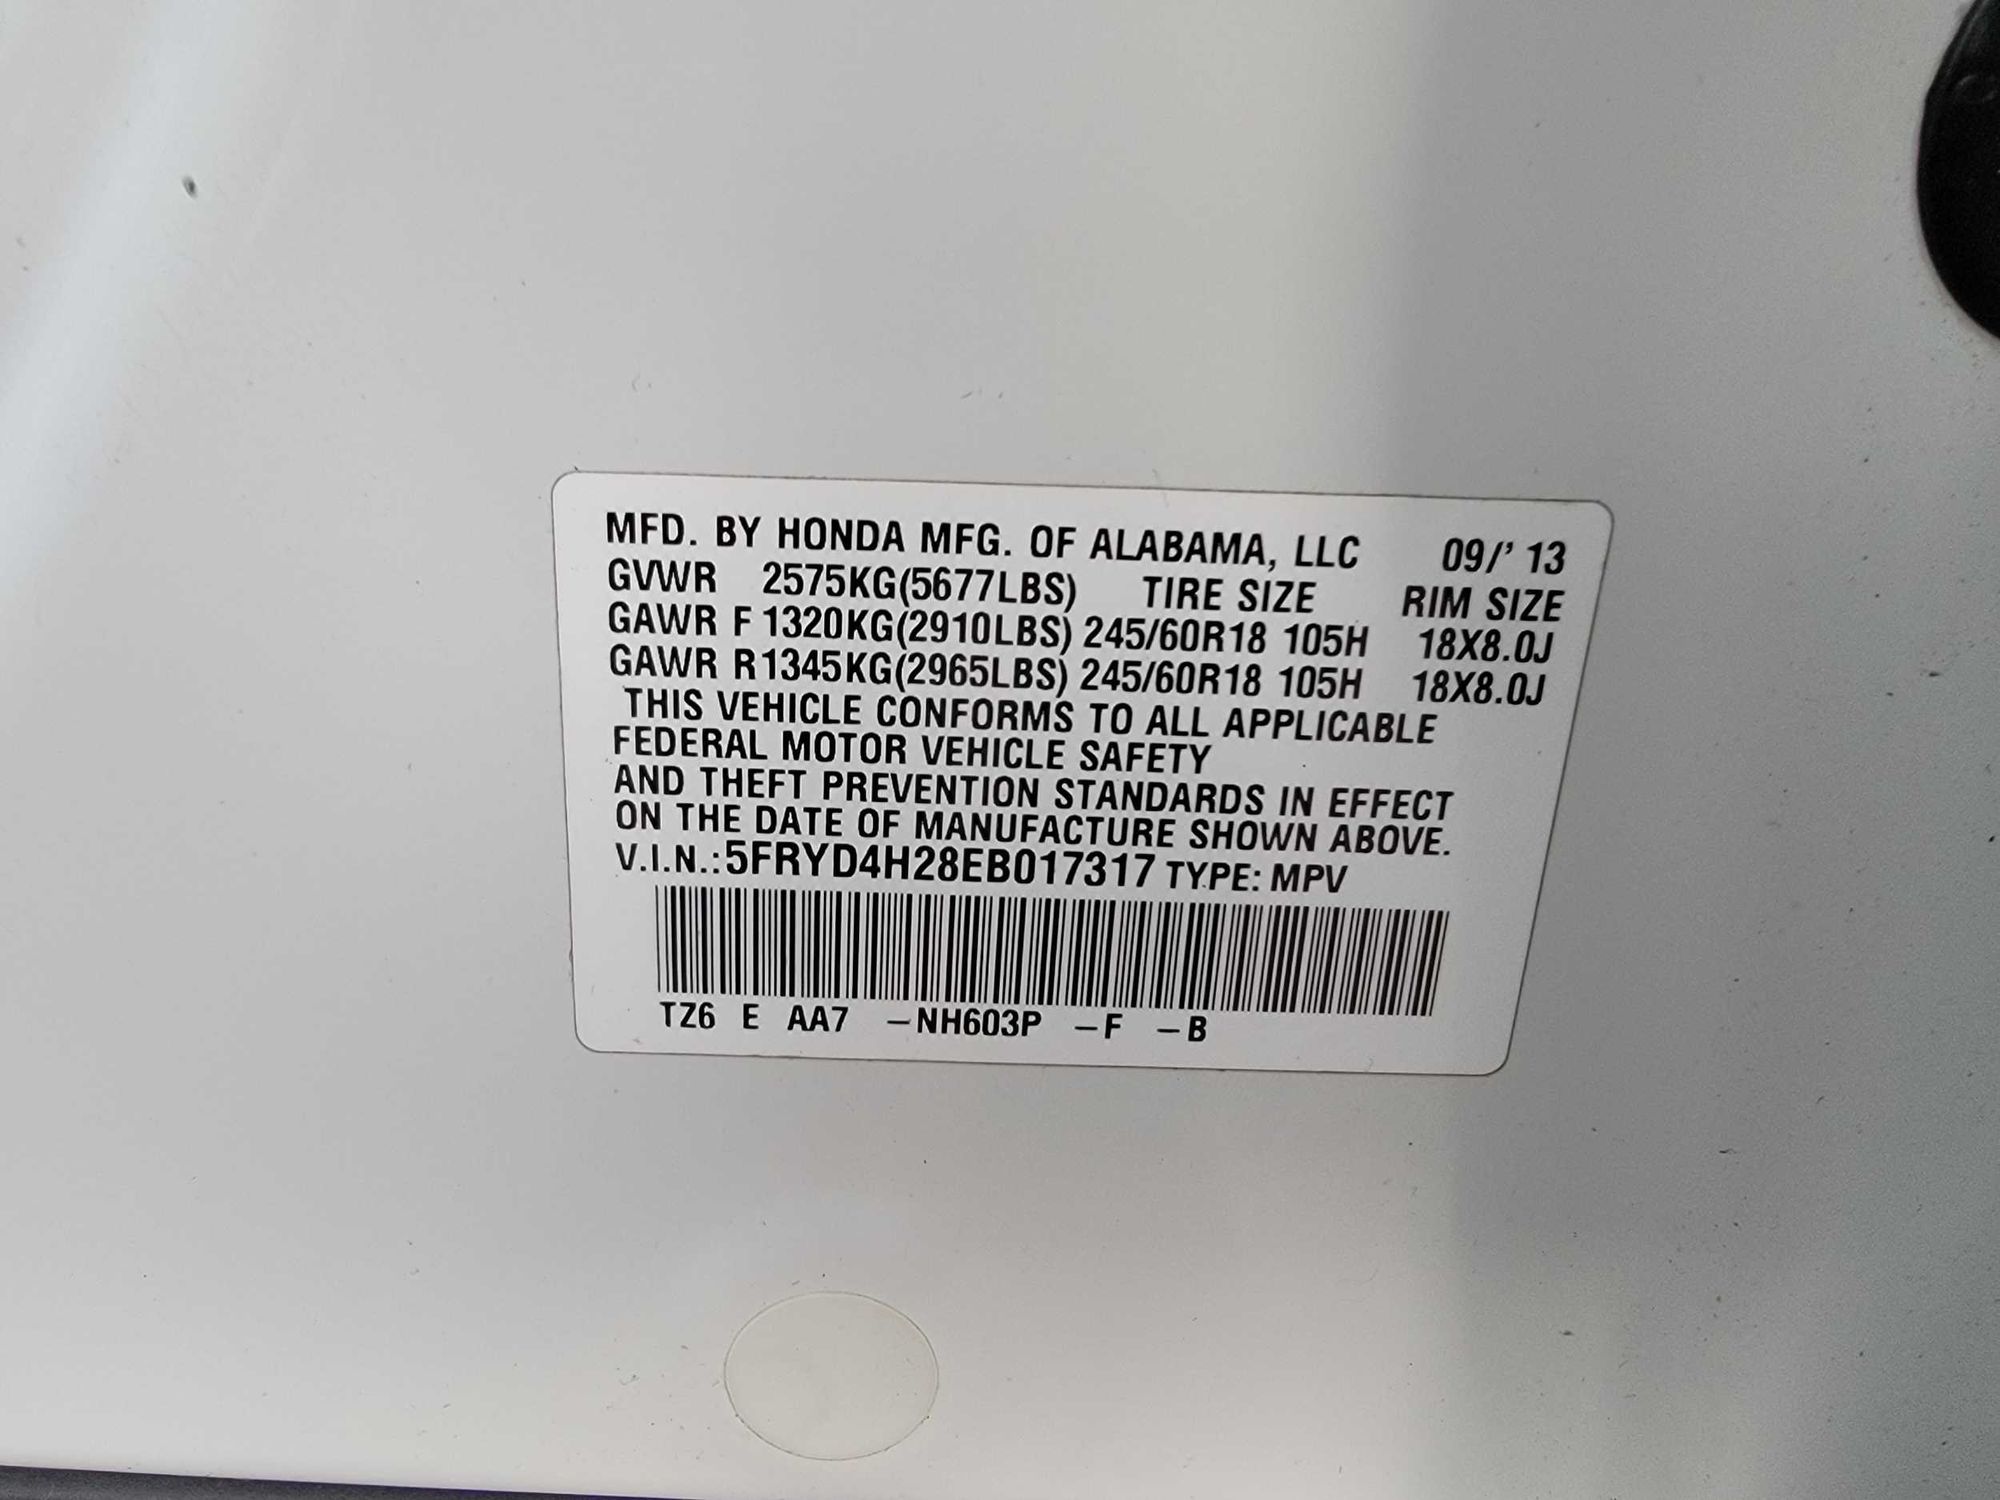 MFD. BY HONDA MFG. OF ALABAMA, LLC 09/' 13
GVWR 2575KG(5677LBS) TIRE SIZE RIM SIZE
GAWR F 1320KG(2910LBS) 245/60R18 105H 18X8.0J
GAWR R1345KG(2965LBS) 245/60R18 105H 18X8.0J
THIS VEHICLE CONFORMS TO ALL APPLICABLE
FEDERAL MOTOR VEHICLE SAFETY
AND THEFT PREVENTION STANDARDS IN EFFECT
ON THE DATE OF MANUFACTURE SHOWN ABOVE.
V.I.N.:5FRYD4H28EB017317 TYPE: MPV
TZ6 E AA7 –NH603P –F –B